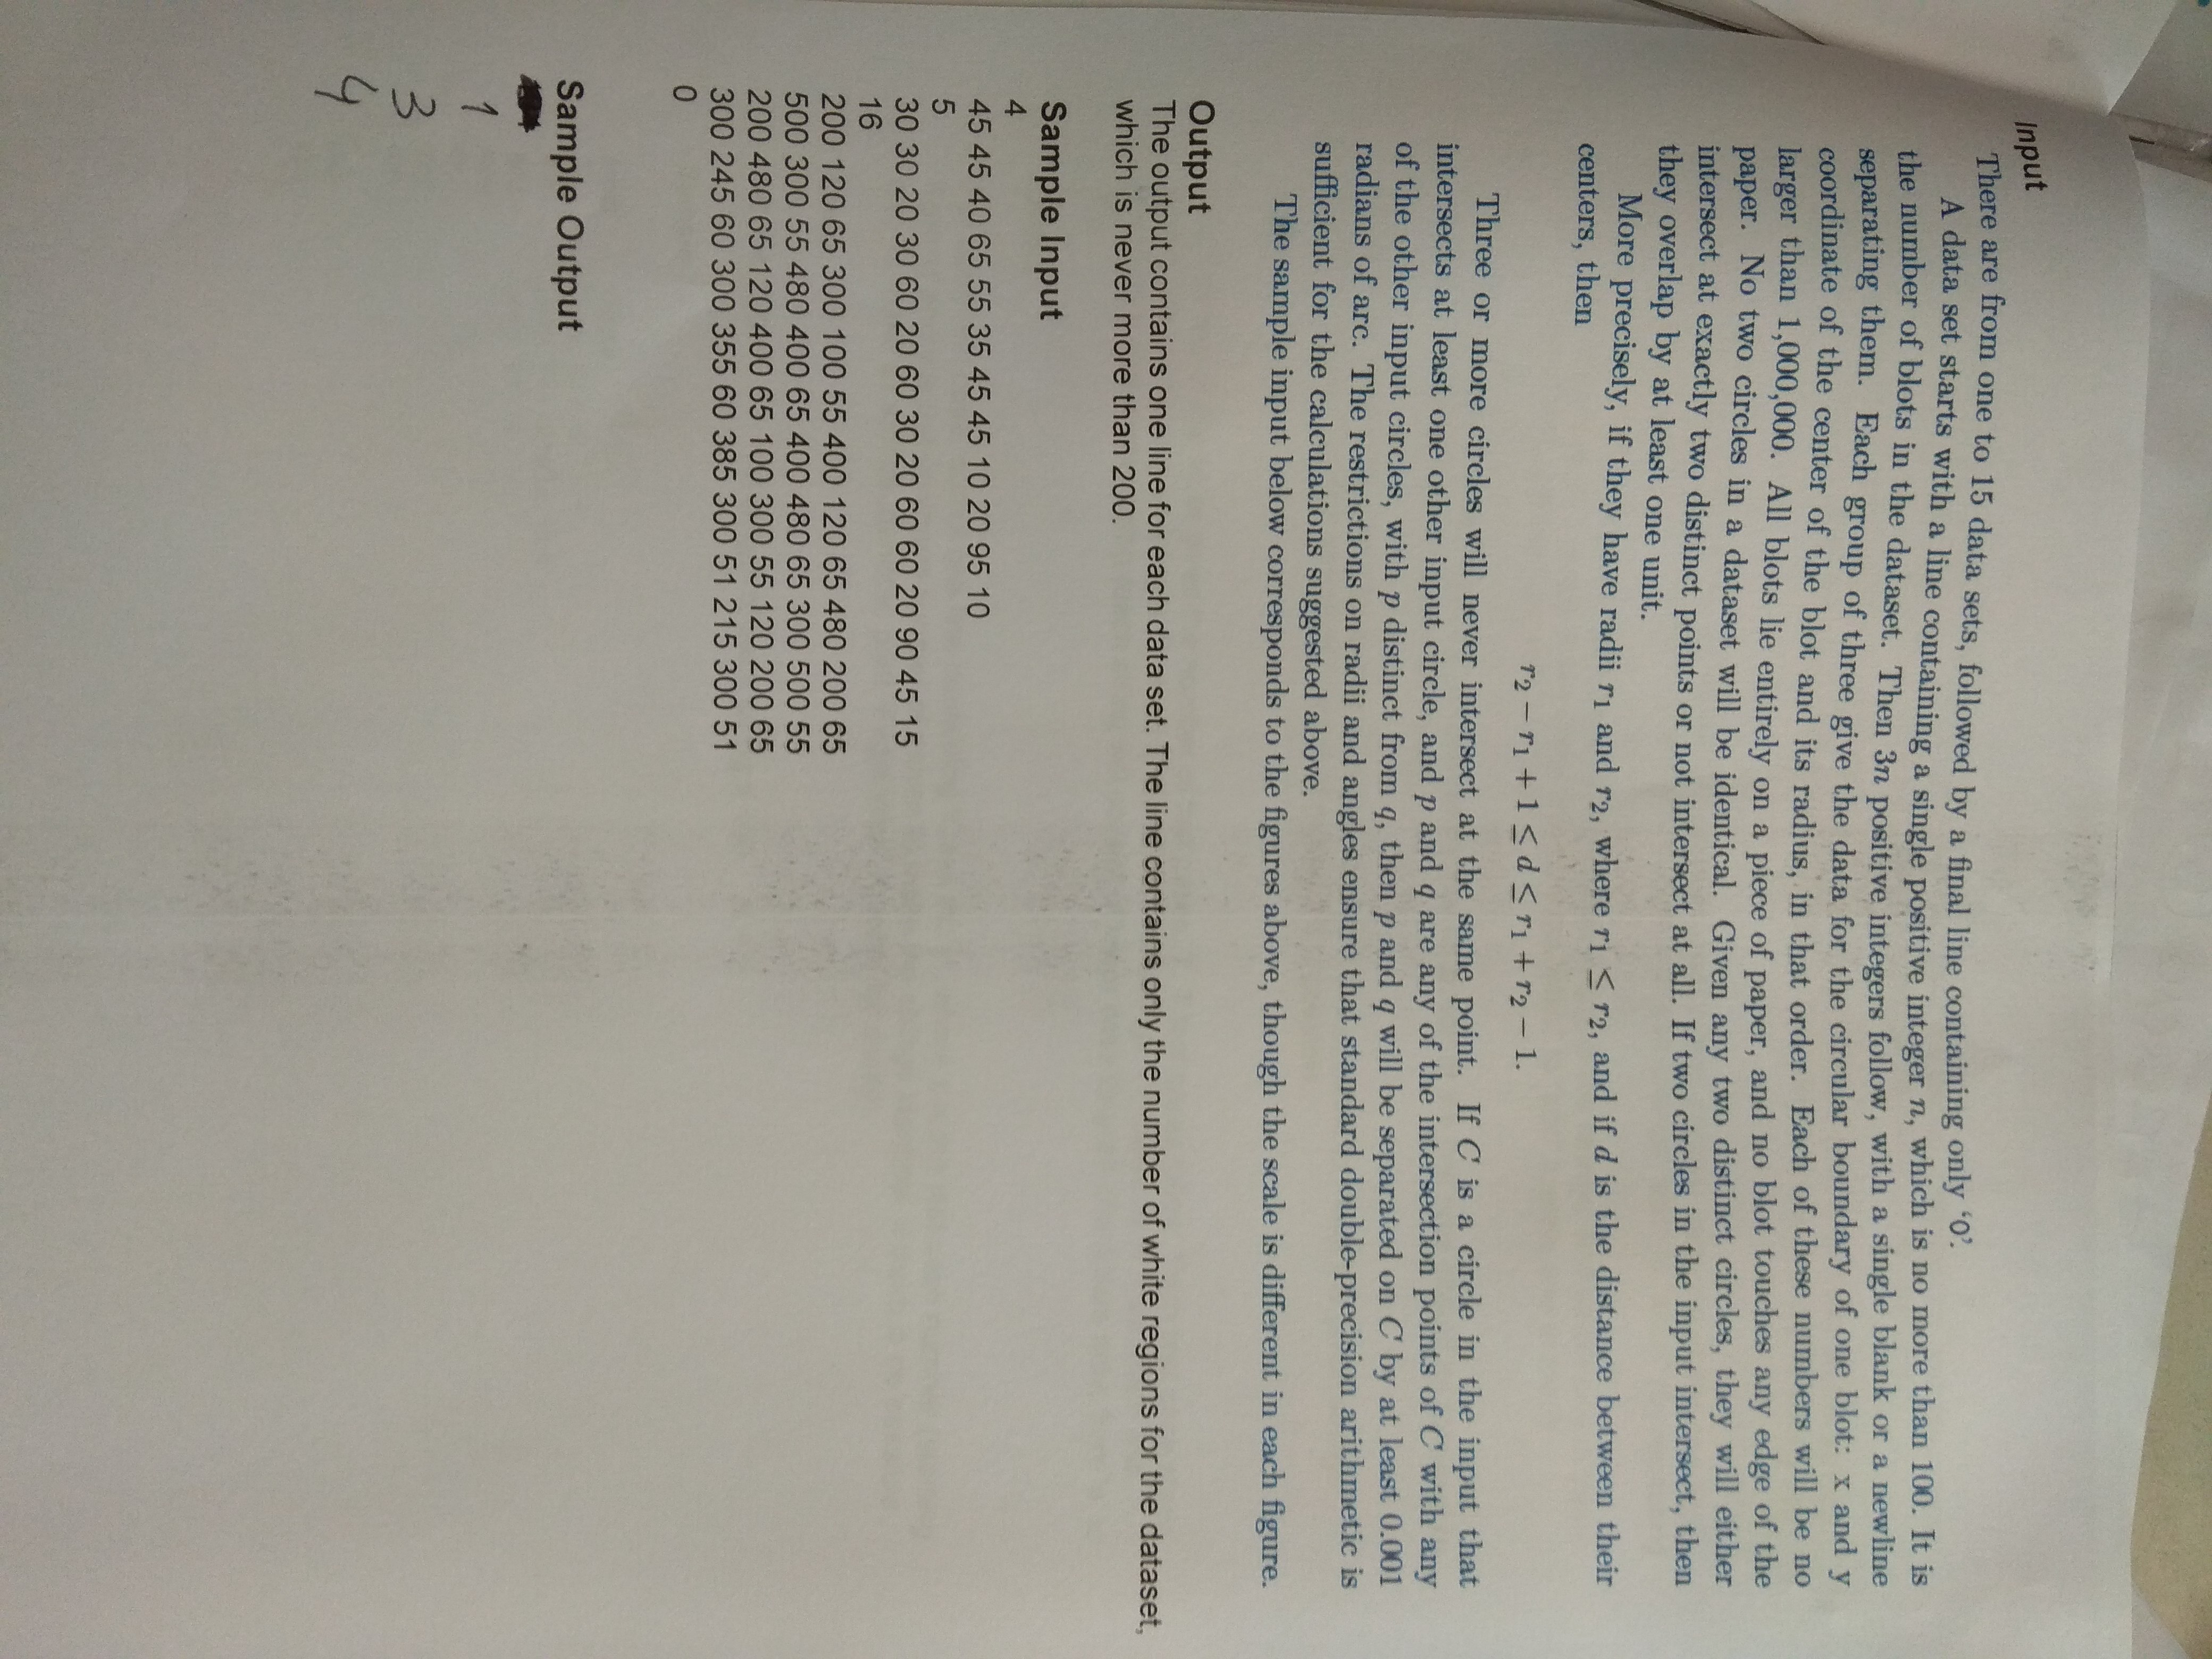 Input
There are from one to 15 data sets, followed by a final line containing only ‘0’.
A data set starts with a line containing a single positive integer n, which is no more than 100. It is
the number of blots in the dataset. Then 3n positive integers follow, with a single blank or a newline
separating them. Each group of three give the data for the circular boundary of one blot: x and y
coordinate of the center of the blot and its radius, in that order. Each of these numbers will be no
larger than 1,000,000. All blots lie entirely on a piece of paper, and no blot touches any edge of the
paper. No two circles in a dataset will be identical. Given any two distinct circles, they will either
intersect at exactly two distinct points or not intersect at all. If two circles in the input intersect, then
they overlap by at least one unit.
More precisely, if they have radii r₁ and r₂, where r₁ ≤ r₂, and if d is the distance between their
centers, then
r₂ − r₁ + 1 ≤ d ≤ r₁ + r₂ − 1.
Three or more circles will never intersect at the same point. If C is a circle in the input that
intersects at least one other input circle, and p and q are any of the intersection points of C with any
of the other input circles, with p distinct from q, then p and q will be separated on C by at least 0.001
radians of arc. The restrictions on radii and angles ensure that standard double-precision arithmetic is
sufficient for the calculations suggested above.
The sample input below corresponds to the figures above, though the scale is different in each figure.
Output
The output contains one line for each data set. The line contains only the number of white regions for the dataset,
which is never more than 200.
Sample Input
4
45 45 40 65 55 35 45 45 10 20 95 10
5
30 30 20 30 60 20 60 30 20 60 60 20 90 45 15
16
200 120 65 300 100 55 400 120 65 480 200 65
500 300 55 480 400 65 400 480 65 300 500 55
200 480 65 120 400 65 100 300 55 120 200 65
300 245 60 300 355 60 385 300 51 215 300 51
0
Sample Output
1
3
4